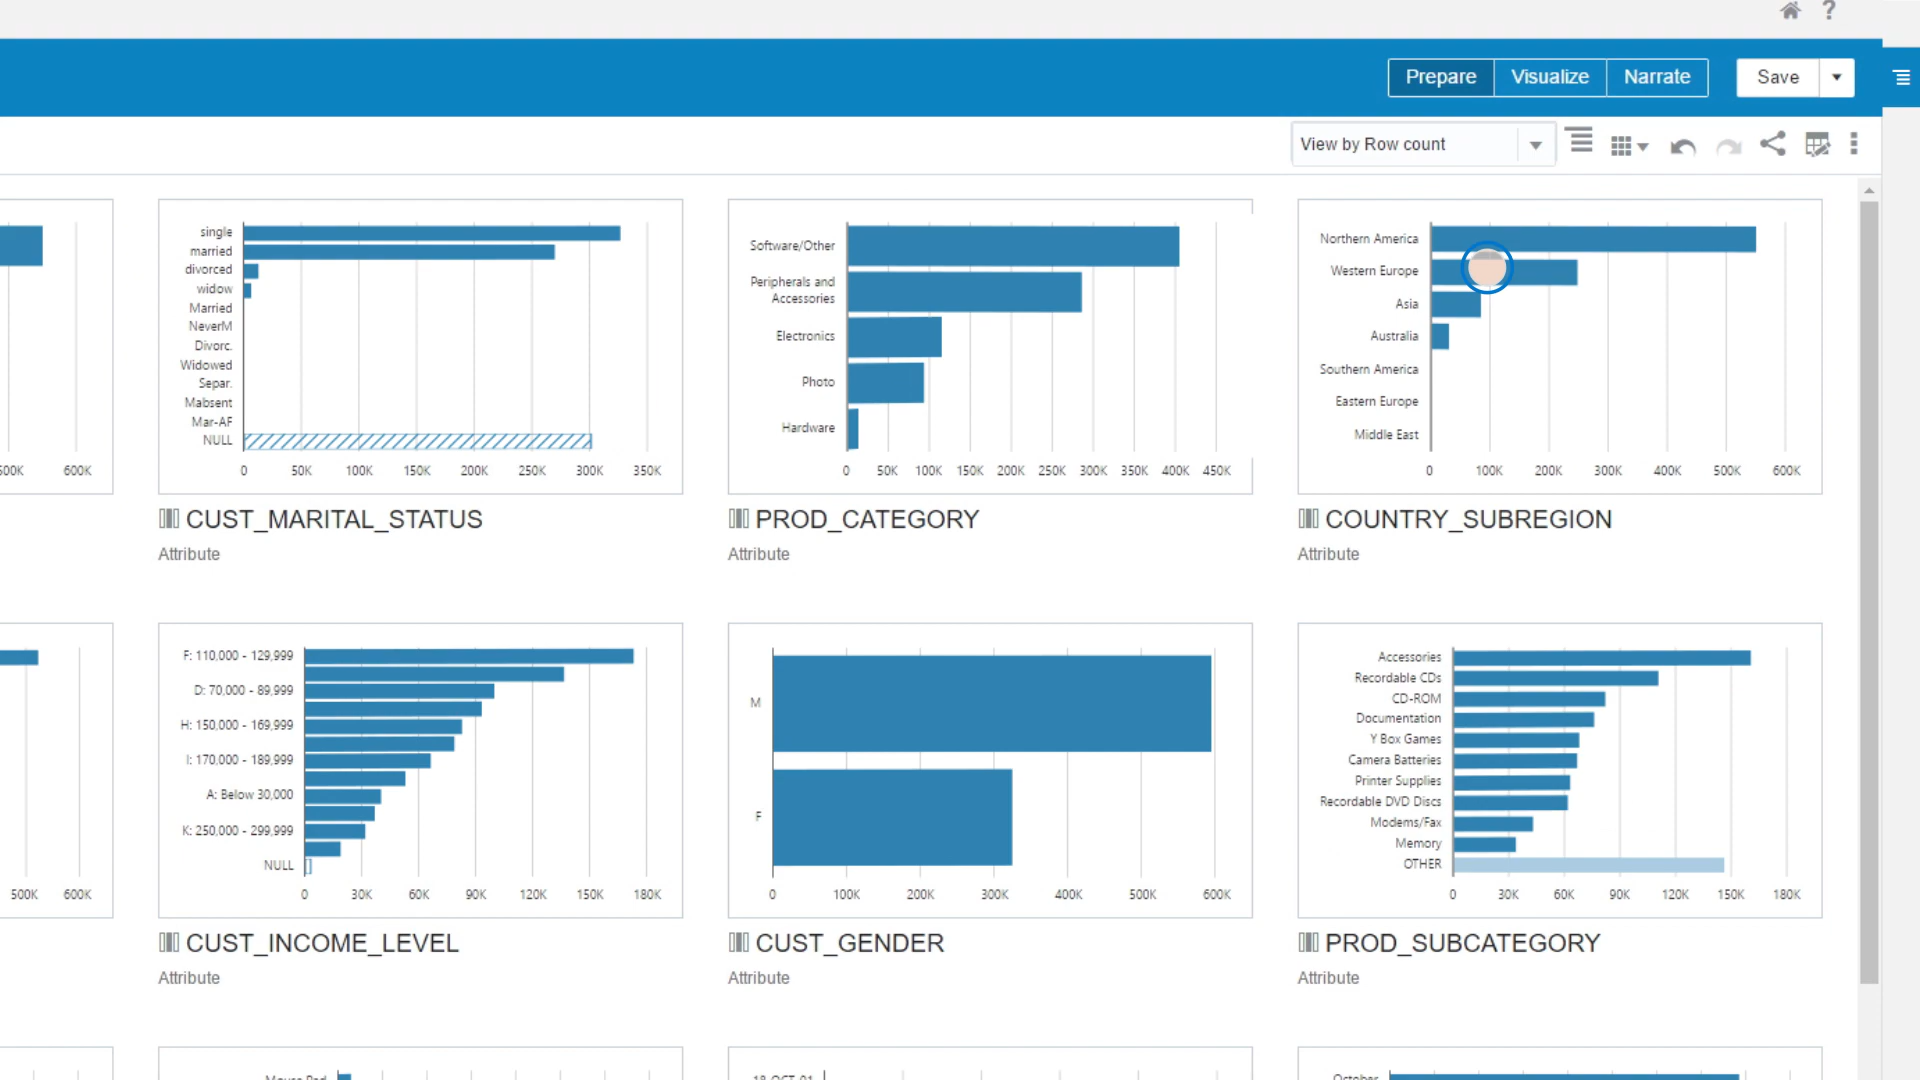 ?
Prepare Visualize Narrate Save
View by Row count
600K
single
married
divorced
widow
Married
NeverM
Divorc.
Widowed
Separ.
Mabsent
Mar-AF
NULL
0 50K 100K 150K 200K 250K 300K 350K
CUST_MARITAL_STATUS
Attribute
Software/Other
Peripherals and
Accessories
Electronics
Photo
Hardware
0 50K 100K 150K 200K 250K 300K 350K 400K 450K
PROD_CATEGORY
Attribute
Northern America
Western Europe
Asia
Australia
Southern America
Eastern Europe
Middle East
0 100K 200K 300K 400K 500K 600K
COUNTRY_SUBREGION
Attribute
500K 600K
F: 110,000 - 129,999
D: 70,000 - 89,999
H: 150,000 - 169,999
I: 170,000 - 189,999
A: Below 30,000
K: 250,000 - 299,999
NULL
0 30K 60K 90K 120K 150K 180K
CUST_INCOME_LEVEL
Attribute
M
F
0 100K 200K 300K 400K 500K 600K
CUST_GENDER
Attribute
Accessories
Recordable CDs
CD-ROM
Documentation
Y Box Games
Camera Batteries
Printer Supplies
Recordable DVD Discs
Modems/Fax
Memory
OTHER
0 30K 60K 90K 120K 150K 180K
PROD_SUBCATEGORY
Attribute
Mouse Pad
18-OCT-01
October